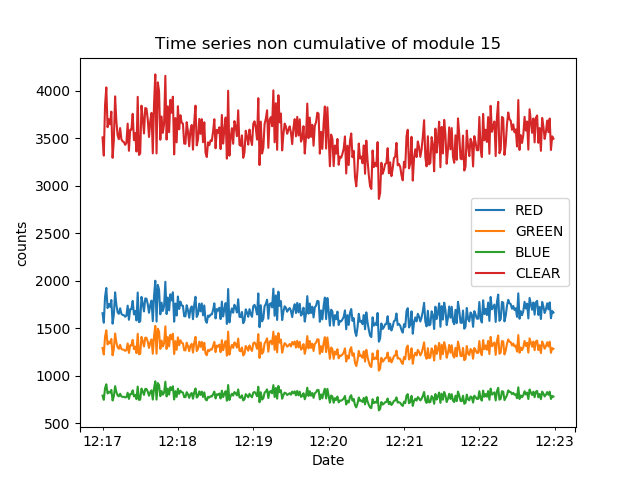 Time series non cumulative of module 15
counts
4000
3500
3000
2500
2000
1500
1000
500
RED
GREEN
BLUE
CLEAR
12:17 12:18 12:19 12:20 12:21 12:22 12:23
Date